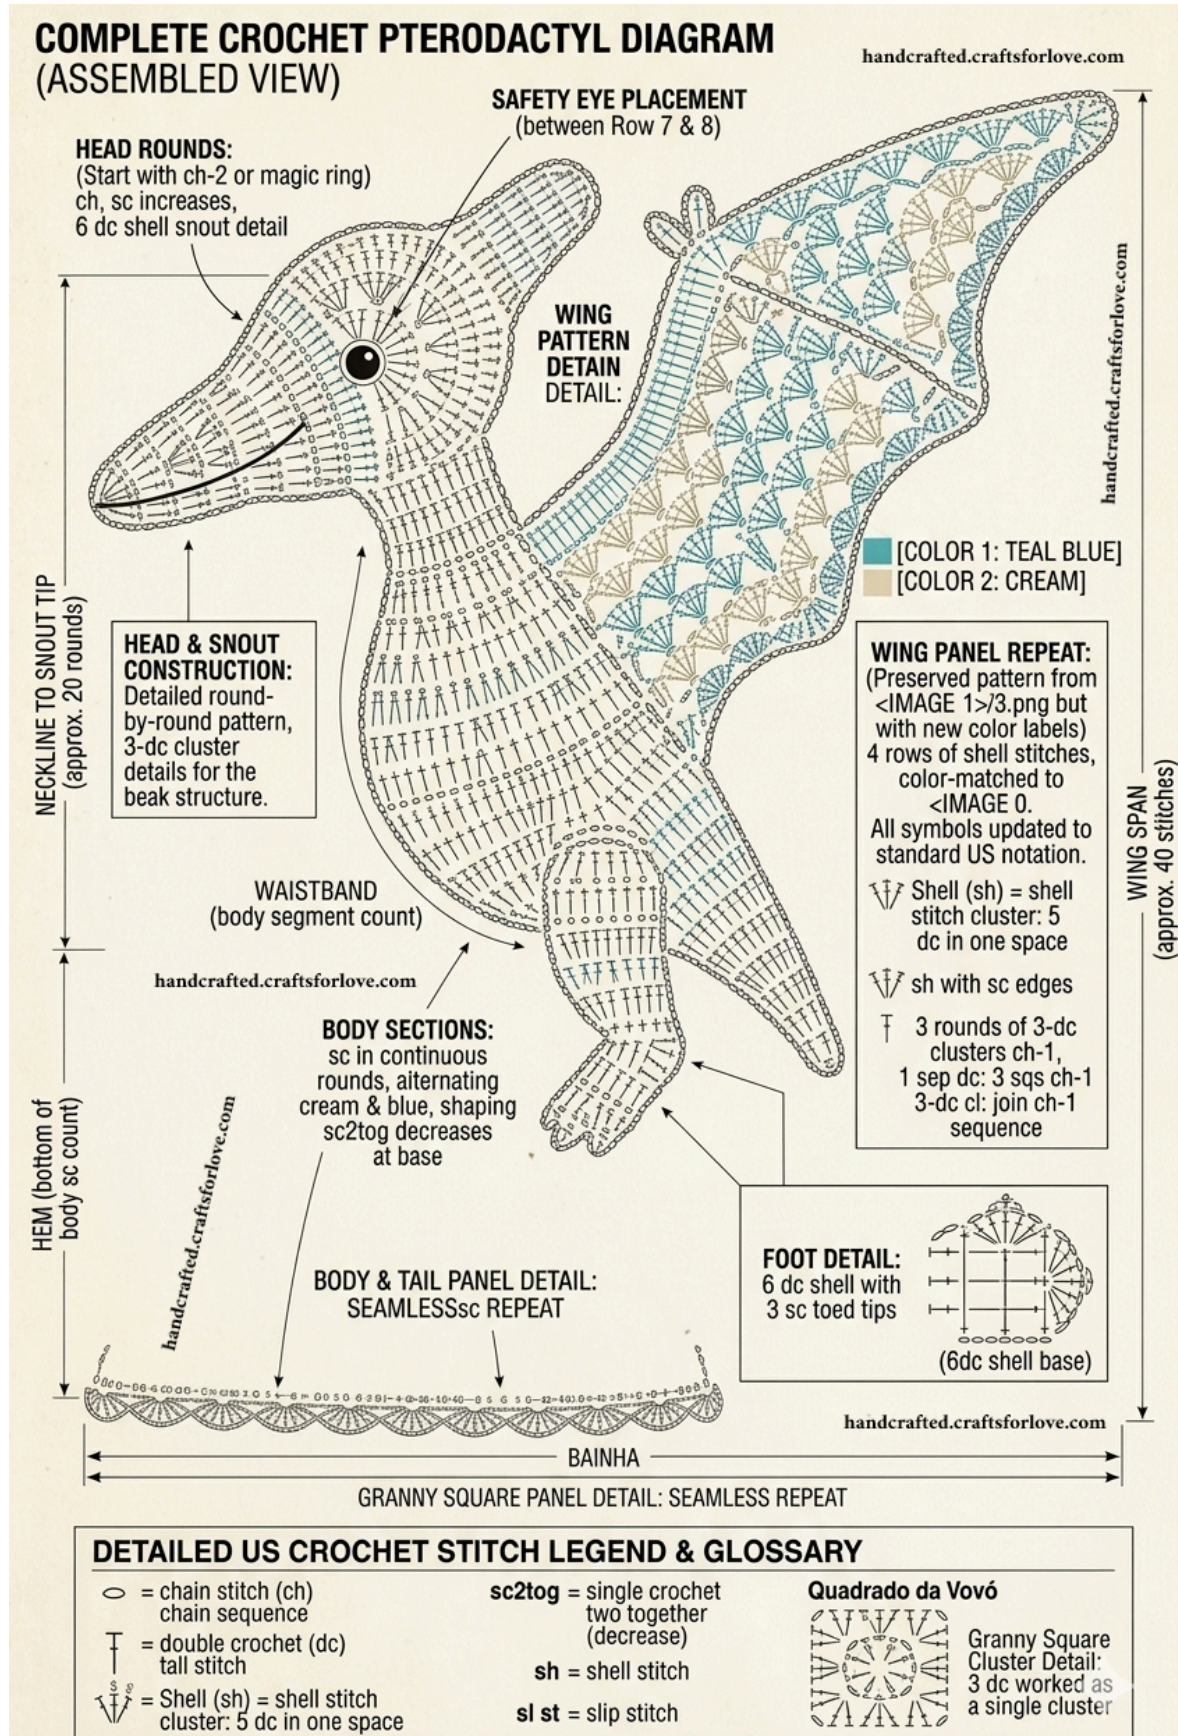 COMPLETE CROCHET PTERODACTYL DIAGRAM
(ASSEMBLED VIEW)
handcrafted.craftsforlove.com
SAFETY EYE PLACEMENT
(between Row 7 & 8)
HEAD ROUNDS:
(Start with ch-2 or magic ring)
ch, sc increases,
6 dc shell snout detail
WING
PATTERN
DETAIN
DETAIL:
handcrafted.craftsforlove.com
[COLOR 1: TEAL BLUE]
[COLOR 2: CREAM]
NECKLINE TO SNOUT TIP
(approx. 20 rounds)
HEAD & SNOUT
CONSTRUCTION:
Detailed round-
by-round pattern,
3-dc cluster
details for the
beak structure.
WING PANEL REPEAT:
(Preserved pattern from
<IMAGE 1>/3.png but
with new color labels)
4 rows of shell stitches,
color-matched to
<IMAGE 0.
All symbols updated to
standard US notation.
Shell (sh) = shell
stitch cluster: 5
dc in one space
sh with sc edges
3 rounds of 3-dc
clusters ch-1,
1 sep dc: 3 sqs ch-1
3-dc cl: join ch-1
sequence
WING SPAN
(approx. 40 stitches)
WAISTBAND
(body segment count)
handcrafted.craftsforlove.com
BODY SECTIONS:
sc in continuous
rounds, alternating
cream & blue, shaping
sc2tog decreases
at base
HEM (bottom of
body sc count)
handcrafted.craftsforlove.com
BODY & TAIL PANEL DETAIL:
SEAMLESSsc REPEAT
FOOT DETAIL:
6 dc shell with
3 sc toed tips
(6dc shell base)
handcrafted.craftsforlove.com
BAINHA
GRANNY SQUARE PANEL DETAIL: SEAMLESS REPEAT
DETAILED US CROCHET STITCH LEGEND & GLOSSARY
= chain stitch (ch)
chain sequence
= double crochet (dc)
tall stitch
= Shell (sh) = shell stitch
cluster: 5 dc in one space
sc2tog = single crochet
two together
(decrease)
sh = shell stitch
sl st = slip stitch
Quadrado da Vovó
Granny Square
Cluster Detail:
3 dc worked as
a single cluster